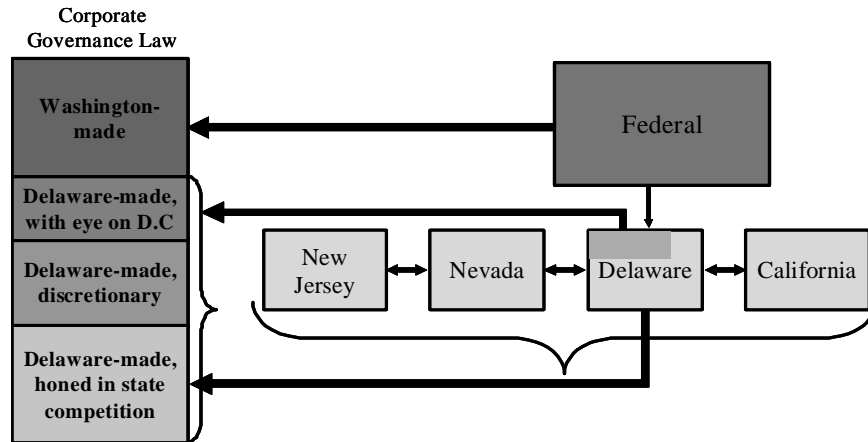 Corporate
Governance Law
Washington-
made
Federal
Delaware-made,
with eye on D.C
Delaware-made,
discretionary
New
Jersey
Nevada
Delaware
California
Delaware-made,
honed in state
competition